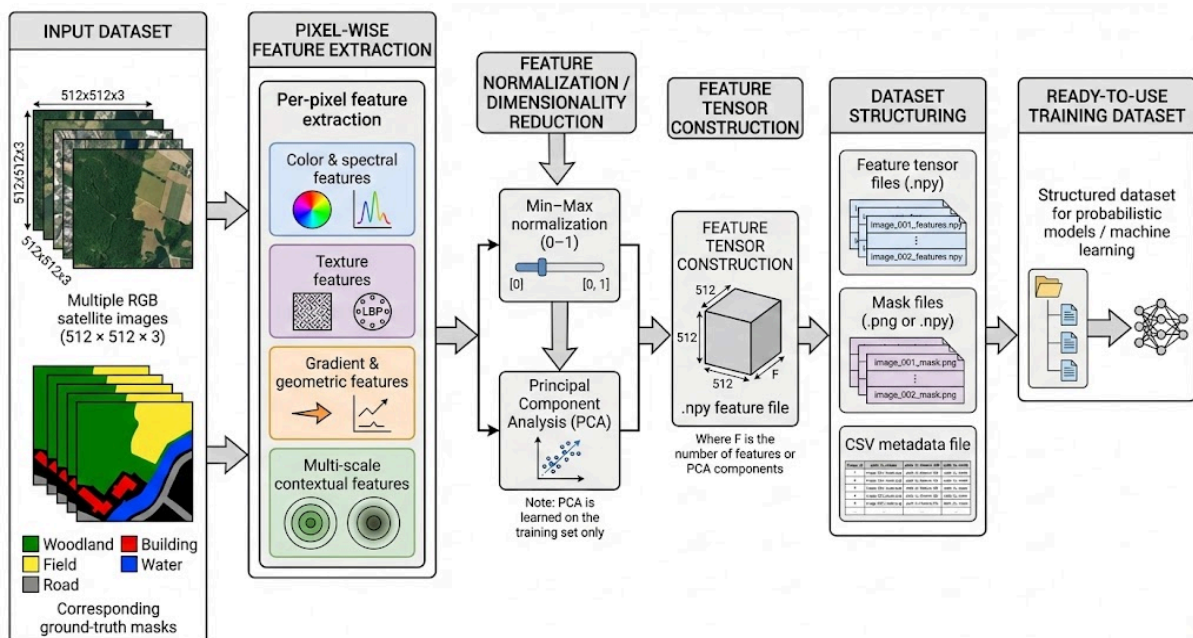 INPUT DATASET
512x512x3
512x512x3
512x512x3
Multiple RGB
satellite images
(512 × 512 × 3)
Woodland
Building
Field
Water
Road
Corresponding
ground-truth masks
PIXEL-WISE
FEATURE EXTRACTION
Per-pixel feature
extraction
Color & spectral
features
Texture
features
LBP
Gradient &
geometric features
Multi-scale
contextual features
FEATURE
NORMALIZATION /
DIMENSIONALITY
REDUCTION
Min–Max
normalization
(0–1)
[0]
[0, 1]
Principal
Component
Analysis (PCA)
Note: PCA is
learned on the
training set only
FEATURE
TENSOR
CONSTRUCTION
FEATURE
TENSOR
CONSTRUCTION
512
512
512
F
.npy feature file
Where F is the
number of features or
PCA components
DATASET
STRUCTURING
Feature tensor
files (.npy)
image_001_features.npy
⋮
image_002_features.npy
Mask files
(.png or .npy)
image_001_mask.png
⋮
image_002_mask.png
CSV metadata file
READY-TO-USE
TRAINING DATASET
Structured dataset
for probabilistic
models / machine
learning